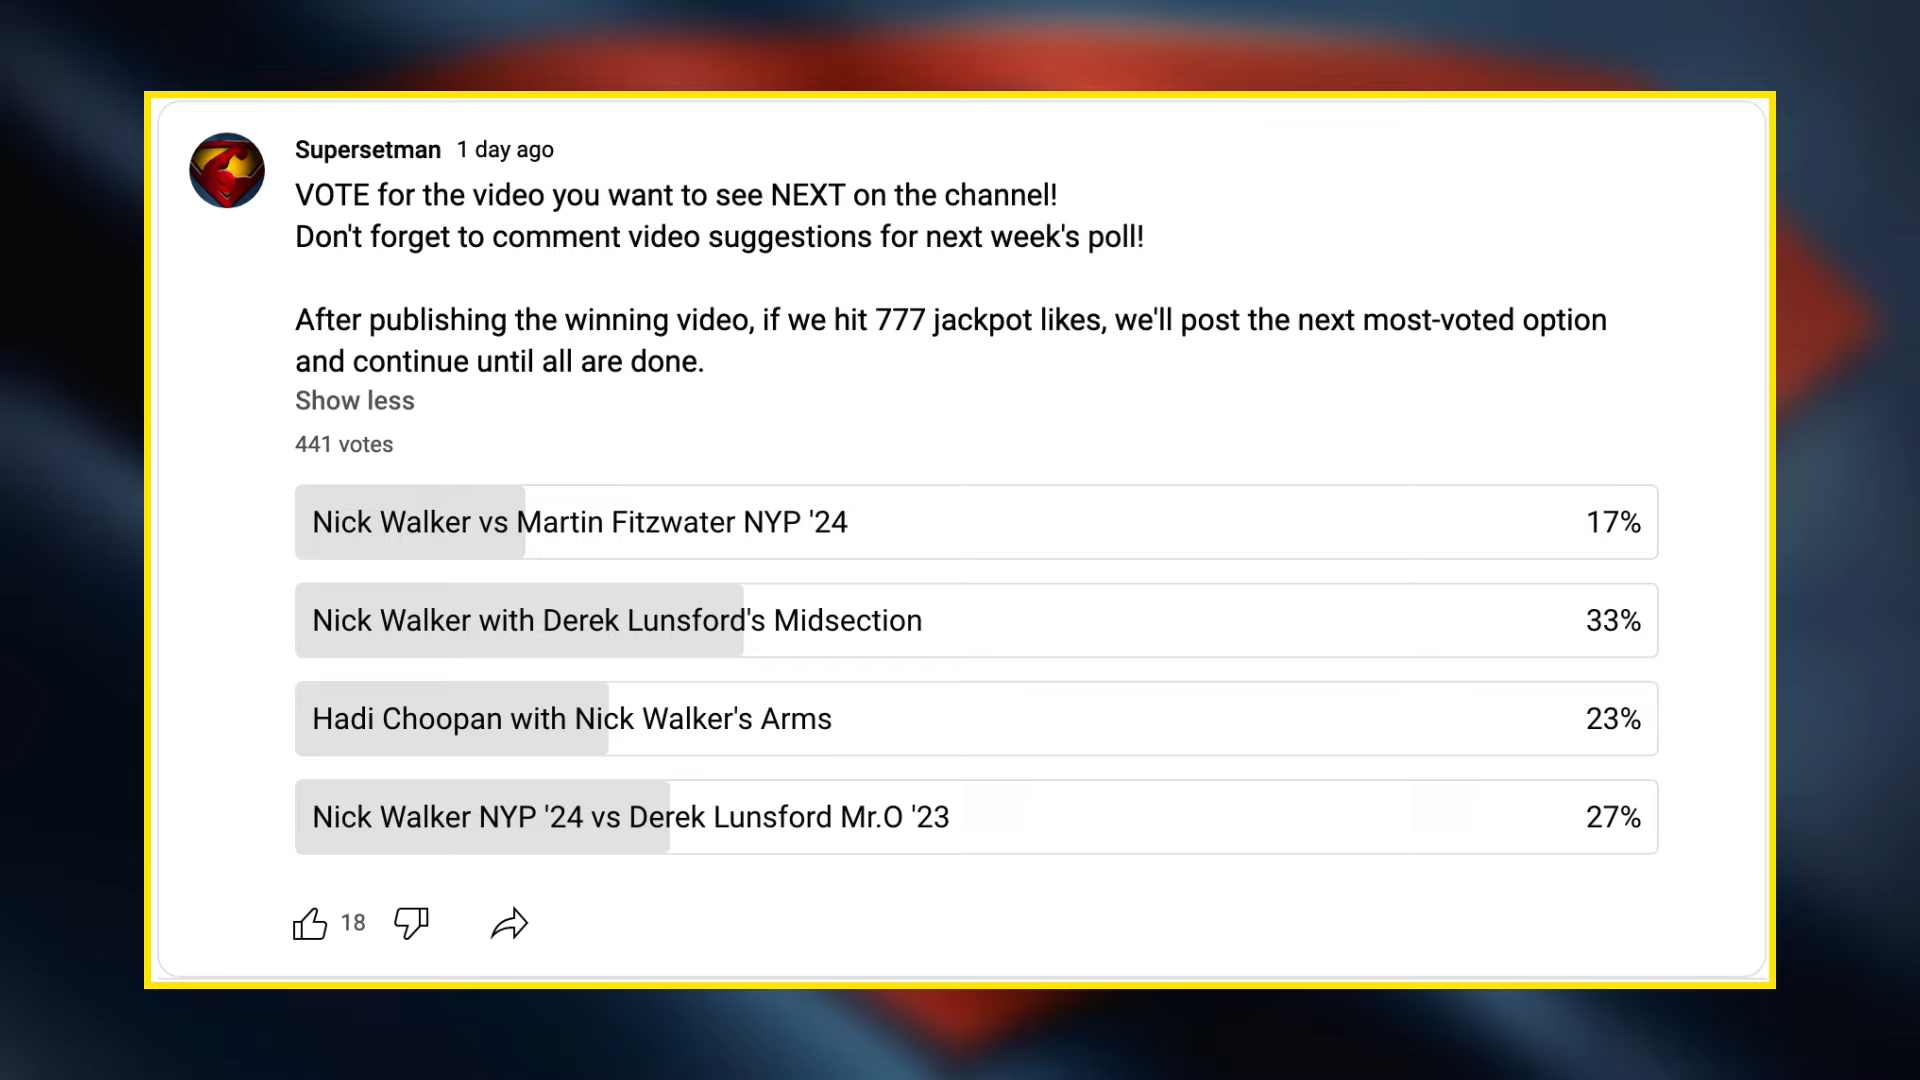 Supersetman 1 day ago
VOTE for the video you want to see NEXT on the channel!
Don't forget to comment video suggestions for next week's poll!
After publishing the winning video, if we hit 777 jackpot likes, we'll post the next most-voted option
and continue until all are done.
Show less
441 votes
Nick Walker vs Martin Fitzwater NYP '24 17%
Nick Walker with Derek Lunsford's Midsection 33%
Hadi Choopan with Nick Walker's Arms 23%
Nick Walker NYP '24 vs Derek Lunsford Mr.O '23 27%
18